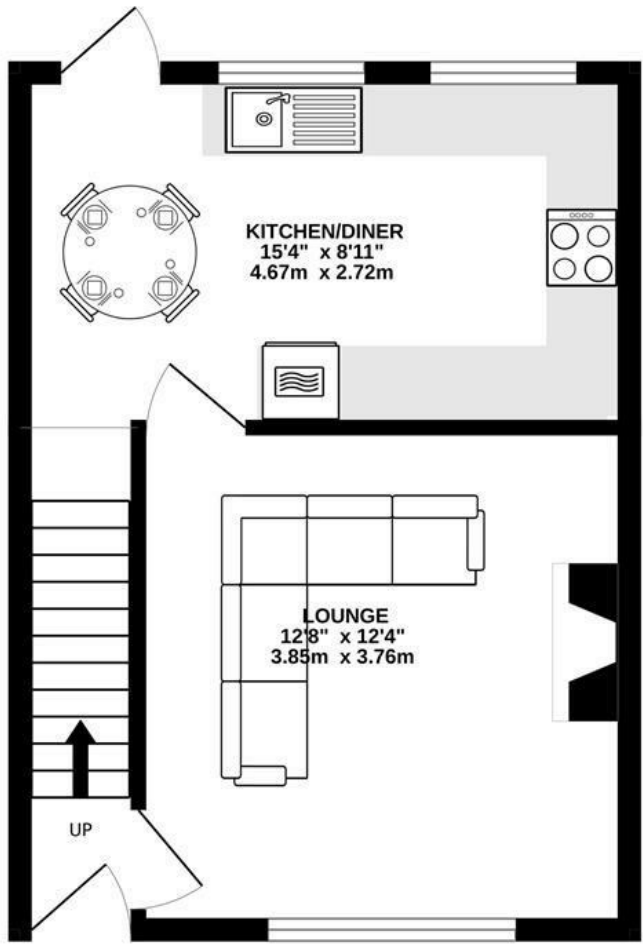 KITCHEN/DINER
15'4" x 8'11"
4.67m x 2.72m
LOUNGE
12'8" x 12'4"
3.85m x 3.76m
UP